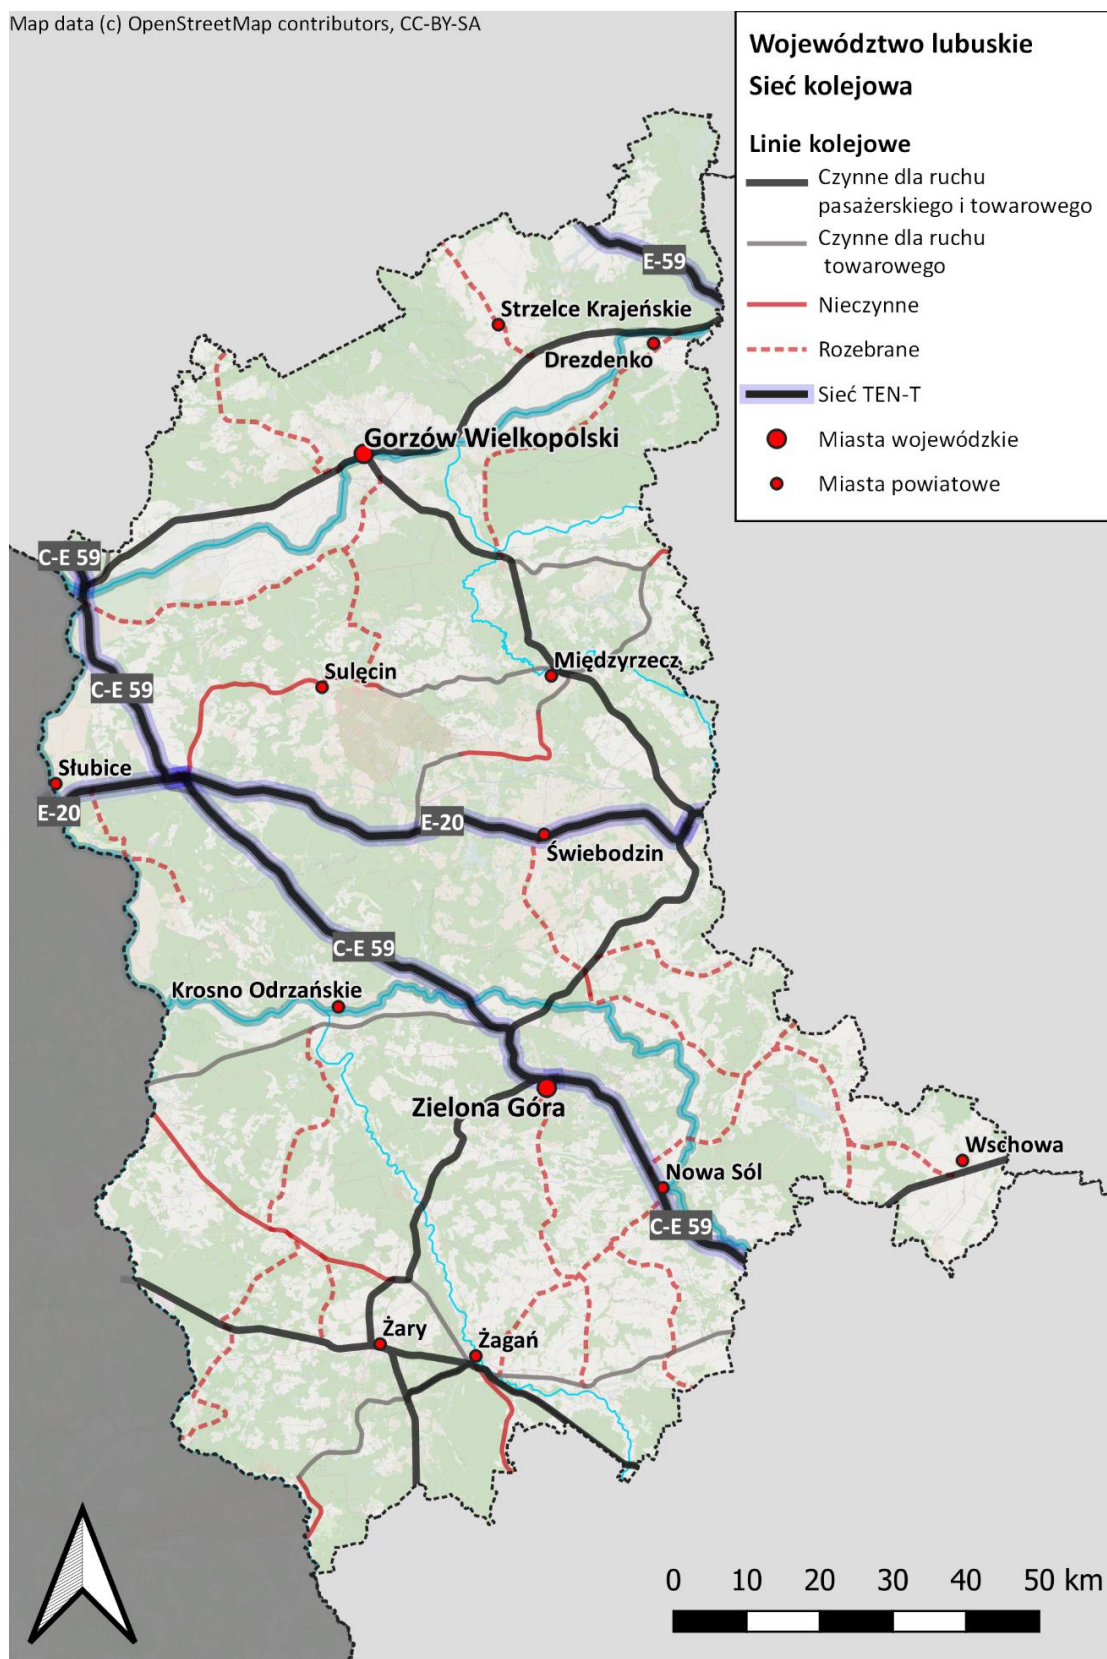 Map data (c) OpenStreetMap contributors, CC-BY-SA
Województwo lubuskie
Sieć kolejowa
Linie kolejowe
Czynne dla ruchu
pasażerskiego i towarowego
Czynne dla ruchu
towarowego
Nieczynne
Rozebrane
Sieć TEN-T
Miasta wojewódzkie
Miasta powiatowe
E-59
Strzelce Krajeńskie
Drezdenko
Gorzów Wielkopolski
C-E 59
Międzyrzecz
Sulęcin
C-E 59
Słubice
E-20
E-20
Świebodzin
C-E 59
Krosno Odrzańskie
Zielona Góra
Wschowa
Nowa Sól
C-E 59
Żary
Żagań
0 10 20 30 40 50 km